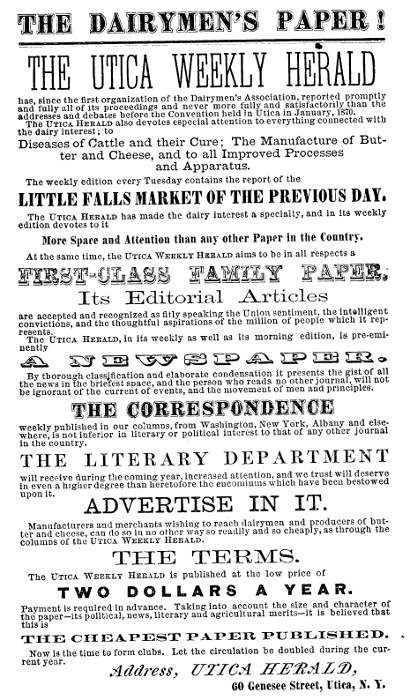 THE DAIRYMEN'S PAPER!
THE UTICA WEEKLY HERALD
has, since the first organization of the Dairymen's Association, reported promptly
and fully all of its proceedings and never more fully and satisfactorily than the
addresses and debates before the Convention held in Utica in January, 1870.
The UTICA HERALD also devotes especial attention to everything connected with
the dairy interest; to
Diseases of Cattle and their Cure; The Manufacture of But-
ter and Cheese, and to all Improved Processes
and Apparatus.
The weekly edition every Tuesday contains the report of the
LITTLE FALLS MARKET OF THE PREVIOUS DAY.
The UTICA HERALD has made the dairy interest a specialty, and in its weekly
edition devotes to it
More Space and Attention than any other Paper in the Country.
At the same time, the UTICA WEEKLY HERALD aims to be in all respects a
FIRST-CLASS FAMILY PAPER.
Its Editorial Articles
are accepted and recognized as fitly speaking the Union sentiment, the intelligent
convictions, and the thoughtful aspirations of the million of people which it rep-
resents.
The UTICA HERALD, in its weekly as well as its morning edition, is pre-emi-
nently
A NEWSPAPER.
By thorough classification and elaborate condensation it presents the gist of all
the news in the briefest space, and the person who reads no other journal, will not
be ignorant of the current of events, and the movement of men and principles.
THE CORRESPONDENCE
weekly published in our columns, from Washington, New York, Albany and else-
where, is not inferior in literary or political interest to that of any other journal
in the country.
THE LITERARY DEPARTMENT
will receive during the coming year, increased attention, and we trust will deserve
in even a higher degree than heretofore the encomiums which have been bestowed
upon it.
ADVERTISE IN IT.
Manufacturers and merchants wishing to reach dairymen and producers of but-
ter and cheese, can do so in no other way so readily and so cheaply, as through the
columns of the UTICA WEEKLY HERALD.
THE TERMS.
The UTICA WEEKLY HERALD is published at the low price of
TWO DOLLARS A YEAR.
Payment is required in advance. Taking into account the size and character of
the paper—its political, news, literary and agricultural merits—it is believed that
this is
THE CHEAPEST PAPER PUBLISHED.
Now is the time to form clubs. Let the circulation be doubled during the cur-
rent year.
Address, UTICA HERALD,
60 Genesee Street, Utica, N. Y.